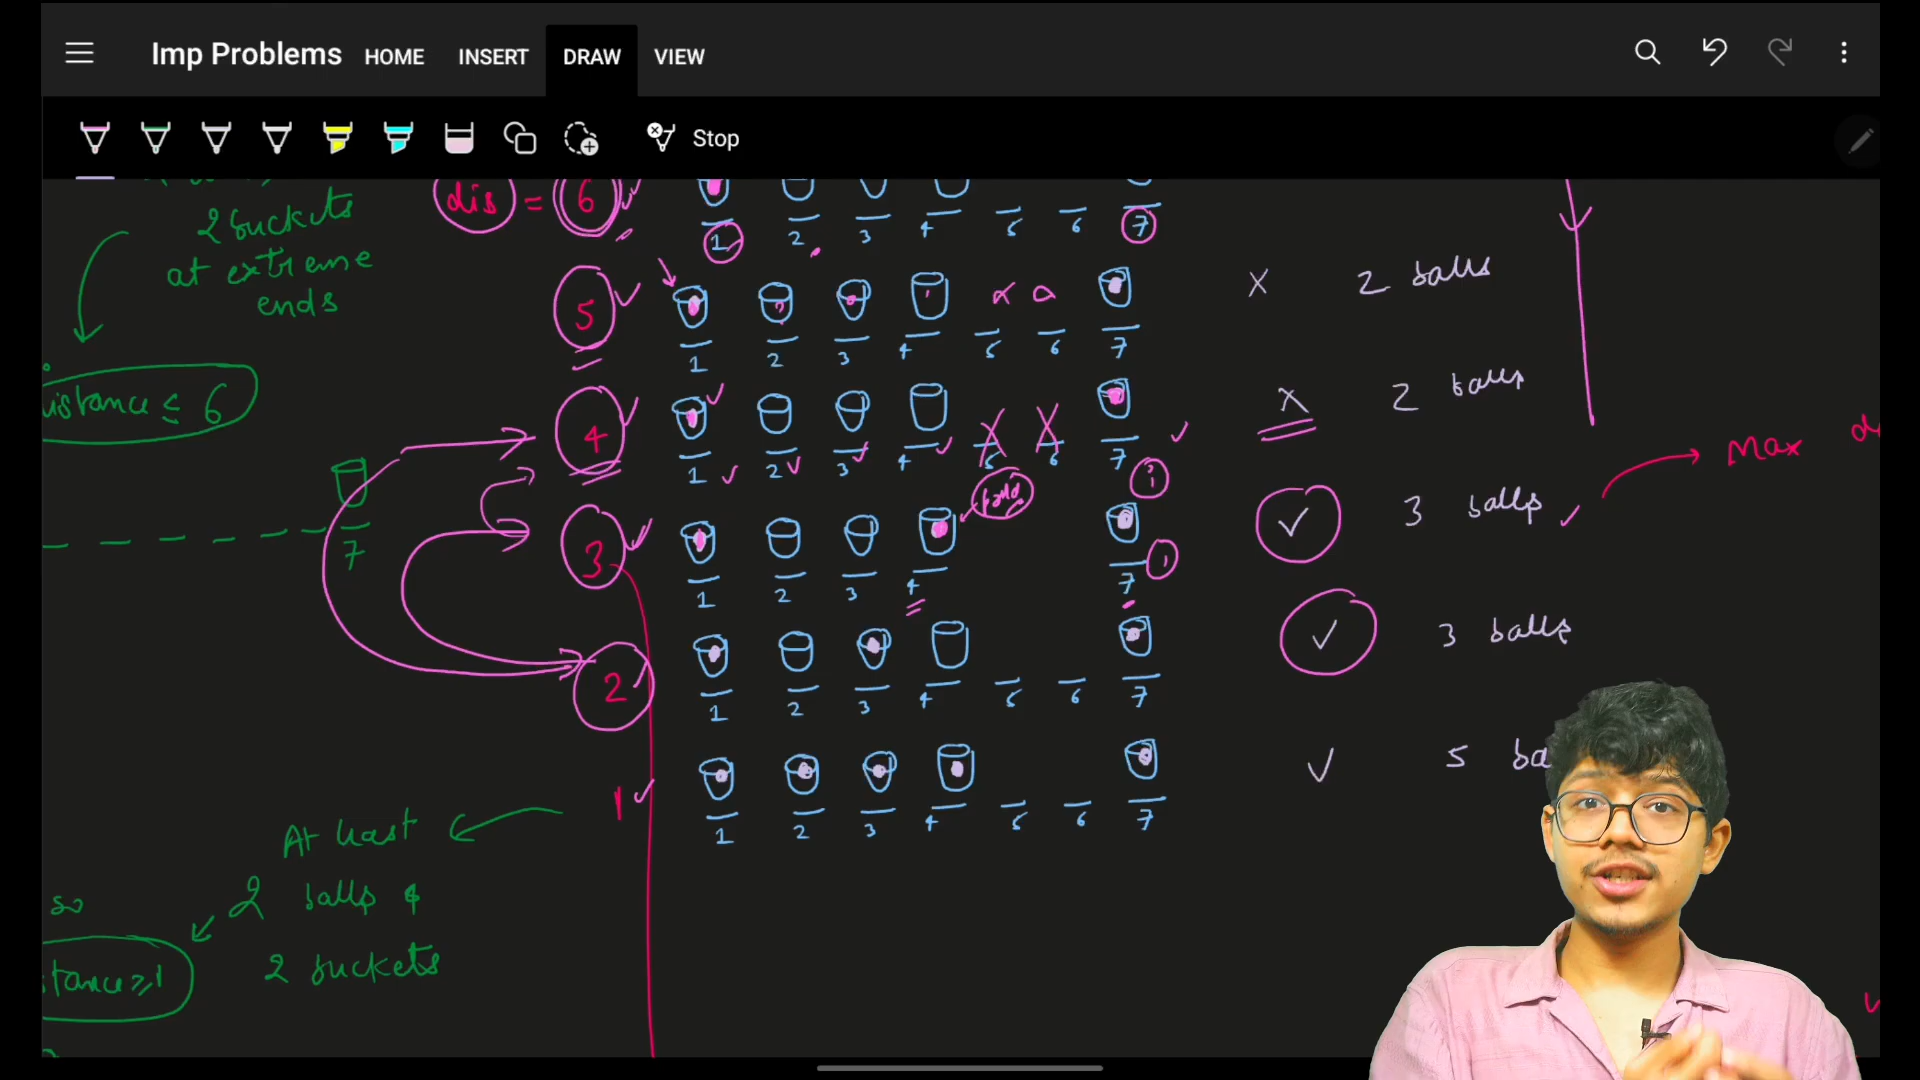 Imp Problems HOME INSERT DRAW VIEW
Stop
2 buckets
at extreme
ends
dis = 6
1 2 3 4 5 6 7
5
1 2 3 4 5 6 7
X 2 balls
istance ≤ 6
4
1 2 3 4 5 6 7
X 2 balls
Max
7
3
1 2 3 4 7
✓ 3 balls ✓
2
1 2 3 4 5 6 7
✓ 3 balls
1 ✓
1 2 3 4 5 6 7
✓ 5 ba
At least
2 balls &
2 buckets
so
tance ≥ 1